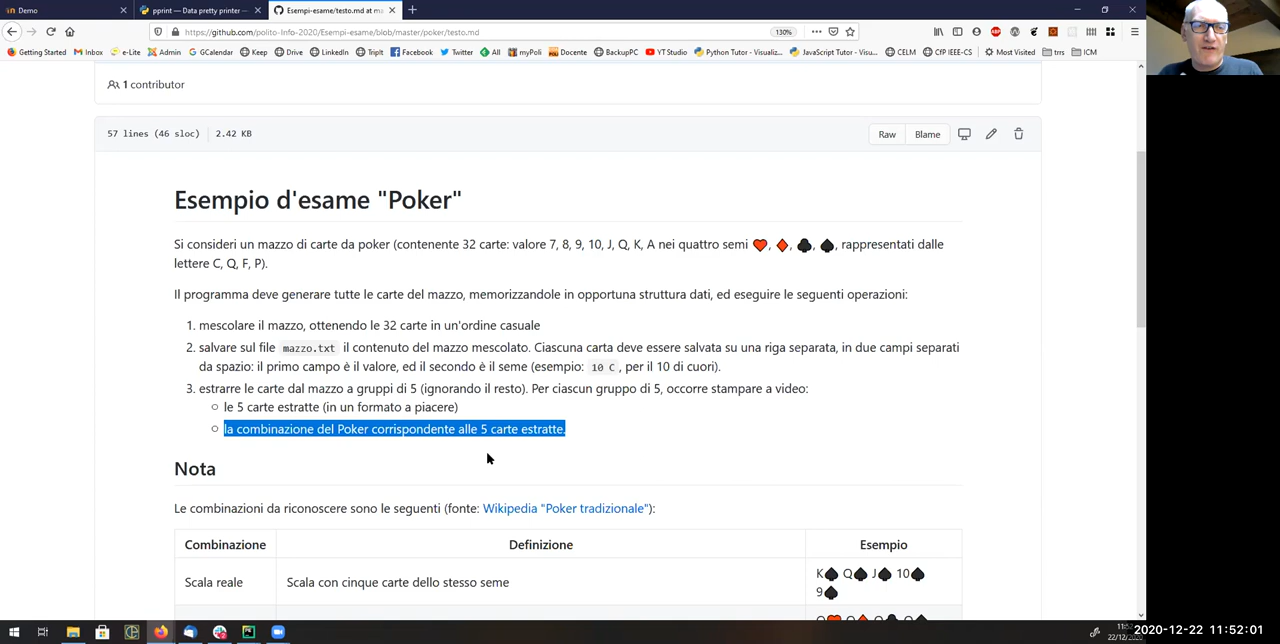 Demo
pprint — Data pretty printer —
Esempi-esame/testo.md at ma
https://github.com/polito-Info-2020/Esempi-esame/blob/master/poker/testo.md
130%
Getting Started Inbox e-Lite Admin GCalendar Keep Drive LinkedIn Tripit Facebook Twitter All myPoli Docente BackupPC YT Studio Python Tutor - Visualiz... JavaScript Tutor - Visu... CELM CfP IEEE-CS Most Visited trrs ICM
1 contributor
57 lines (46 sloc) 2.42 KB
Raw Blame
Esempio d'esame "Poker"
Si consideri un mazzo di carte da poker (contenente 32 carte: valore 7, 8, 9, 10, J, Q, K, A nei quattro semi ♥, ♦, ♣, ♠, rappresentati dalle
lettere C, Q, F, P).
Il programma deve generare tutte le carte del mazzo, memorizzandole in opportuna struttura dati, ed eseguire le seguenti operazioni:
1. mescolare il mazzo, ottenendo le 32 carte in un'ordine casuale
2. salvare sul file mazzo.txt il contenuto del mazzo mescolato. Ciascuna carta deve essere salvata su una riga separata, in due campi separati
da spazio: il primo campo è il valore, ed il secondo è il seme (esempio: 10 C , per il 10 di cuori).
3. estrarre le carte dal mazzo a gruppi di 5 (ignorando il resto). Per ciascun gruppo di 5, occorre stampare a video:
le 5 carte estratte (in un formato a piacere)
la combinazione del Poker corrispondente alle 5 carte estratte.
Nota
Le combinazioni da riconoscere sono le seguenti (fonte: Wikipedia "Poker tradizionale"):
Combinazione Definizione Esempio
Scala reale Scala con cinque carte dello stesso seme K♠ Q♠ J♠ 10♠
9♠
2020-12-22 11:52:01